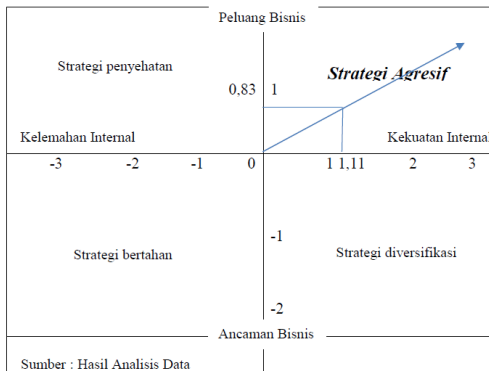 Peluang Bisnis
Strategi penyehatan
Strategi Agresif
0,83 1
Kelemahan Internal
Kekuatan Internal
-3 -2 -1 0 1 1,11 2 3
-1
Strategi bertahan
Strategi diversifikasi
-2
Ancaman Bisnis
Sumber : Hasil Analisis Data